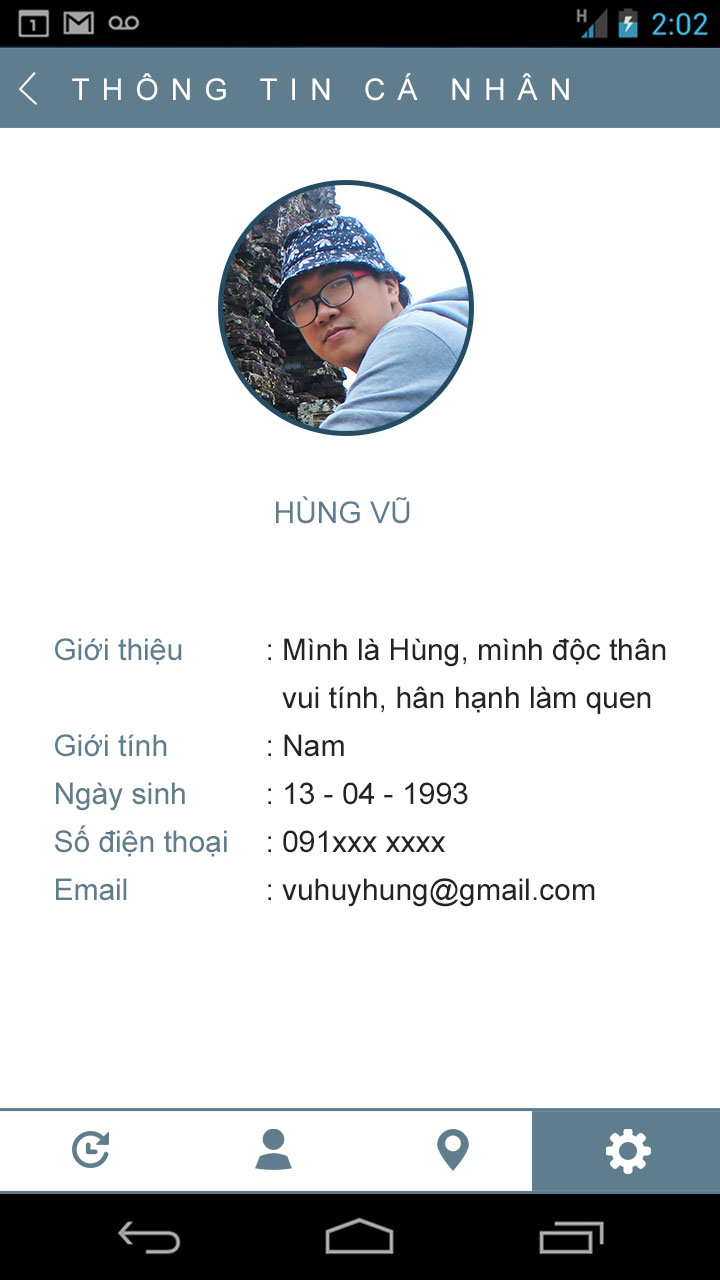 1
H
2:02
THÔNG TIN CÁ NHÂN
HÙNG VŨ
Giới thiệu : Mình là Hùng, mình độc thân
vui tính, hân hạnh làm quen
Giới tính : Nam
Ngày sinh : 13 - 04 - 1993
Số điện thoại : 091xxx xxxx
Email : vuhuyhung@gmail.com